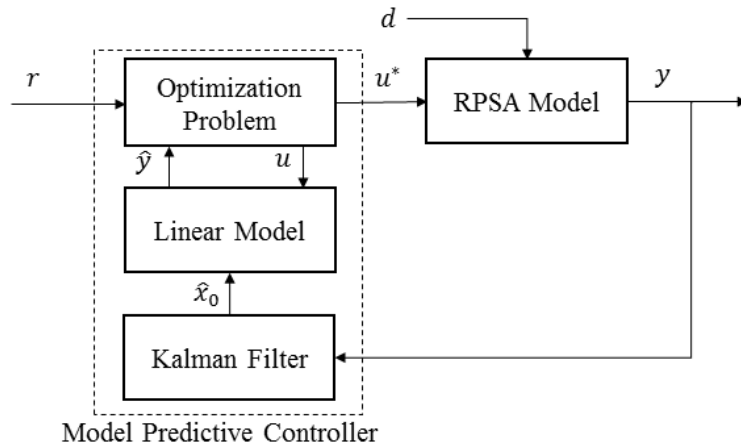 d
r
Optimization
Problem
u*
RPSA Model
y
ŷ
u
Linear Model
x̂₀
Kalman Filter
Model Predictive Controller